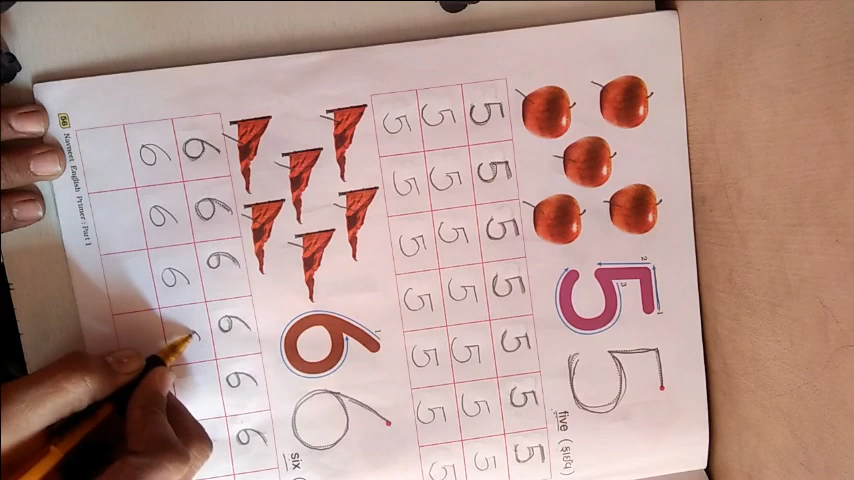 5 5
five (ફાઇવ)
5 5 5 5 5 5 5
5 5 5 5 5 5 5
5 5 5 5 5 5 5
6 6
six (
6 6 6 6 6 6
6 6 6
56 Navneet English Primer : Part I